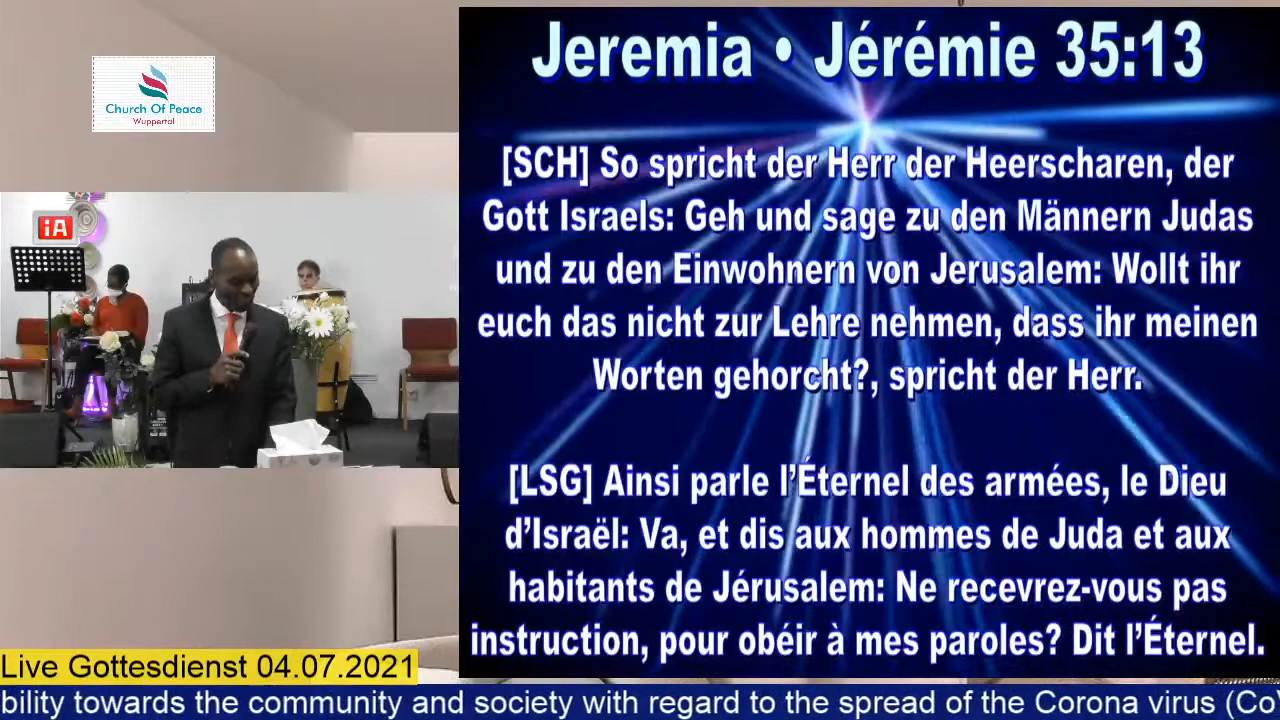 Church Of Peace
Wuppertal
iA
Jeremia • Jérémie 35:13
[SCH] So spricht der Herr der Heerscharen, der
Gott Israels: Geh und sage zu den Männern Judas
und zu den Einwohnern von Jerusalem: Wollt ihr
euch das nicht zur Lehre nehmen, dass ihr meinen
Worten gehorcht?, spricht der Herr.
[LSG] Ainsi parle l’Éternel des armées, le Dieu
d’Israël: Va, et dis aux hommes de Juda et aux
habitants de Jérusalem: Ne recevrez-vous pas
instruction, pour obéir à mes paroles? Dit l’Éternel.
Live Gottesdienst 04.07.2021
bility towards the community and society with regard to the spread of the Corona virus (Co